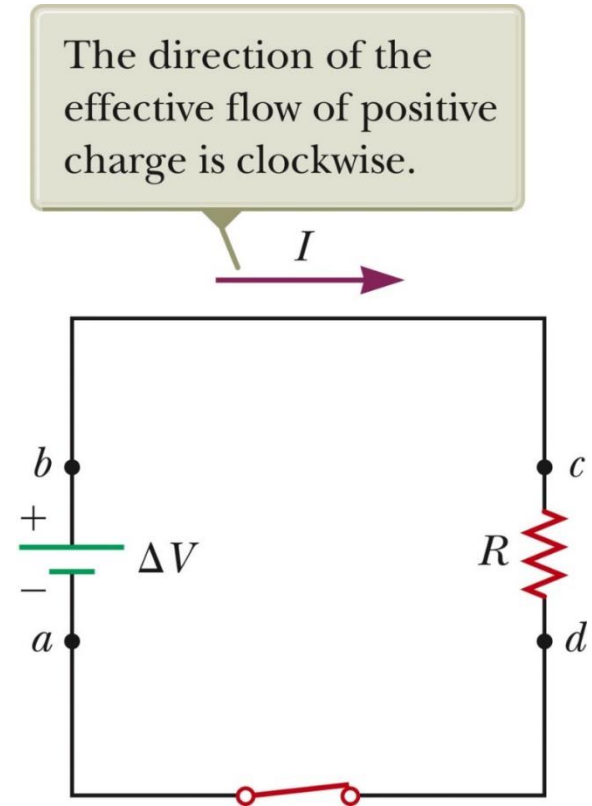 The direction of the
effective flow of positive
charge is clockwise.
I
b
c
+
ΔV
R
−
a
d